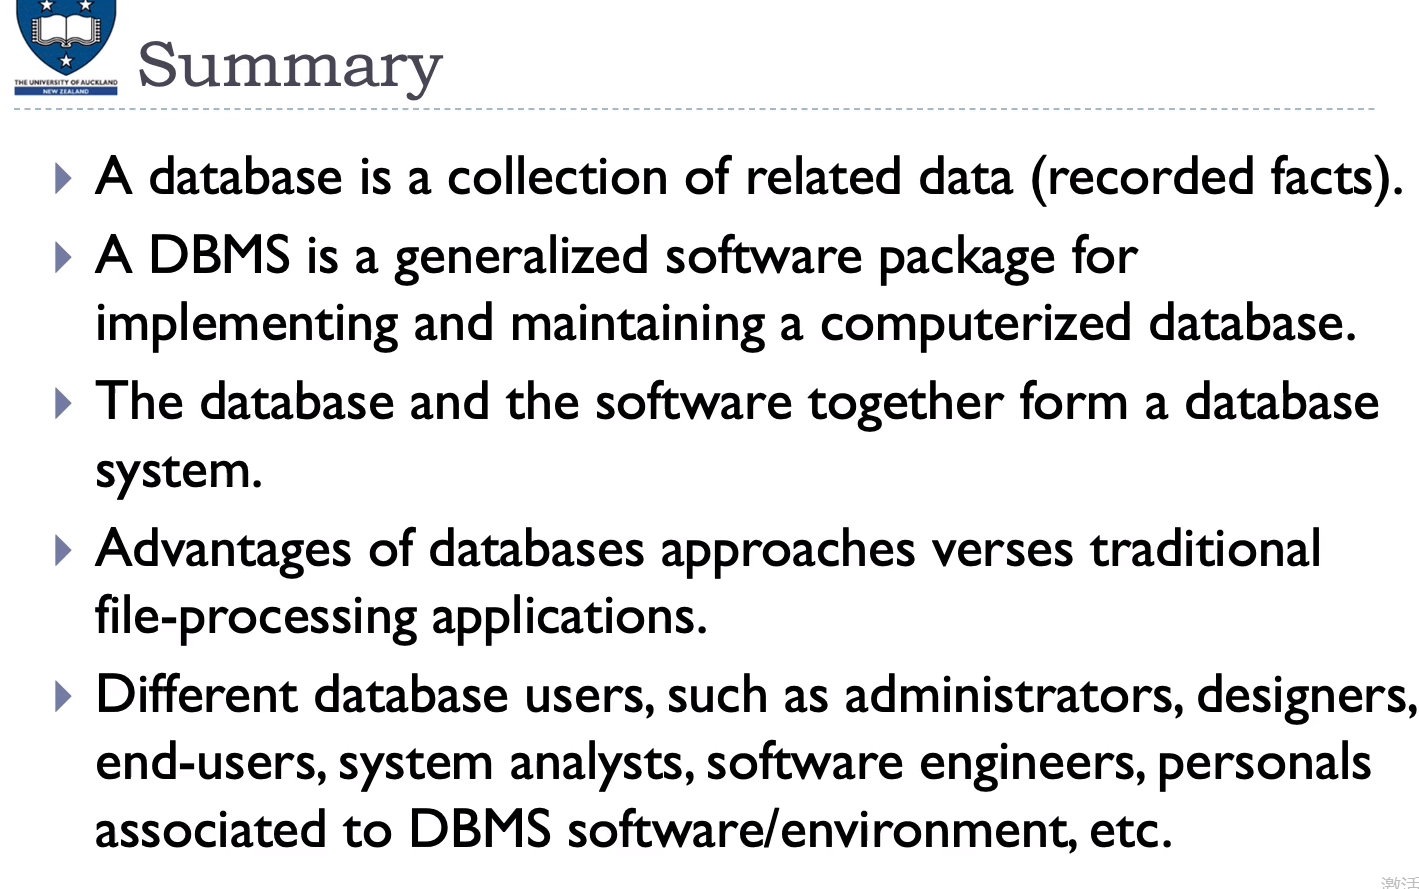 THE UNIVERSITY OF AUCKLAND
NEW ZEALAND
Summary
A database is a collection of related data (recorded facts).
A DBMS is a generalized software package for
implementing and maintaining a computerized database.
The database and the software together form a database
system.
Advantages of databases approaches verses traditional
file-processing applications.
Different database users, such as administrators, designers,
end-users, system analysts, software engineers, personals
associated to DBMS software/environment, etc.
激活